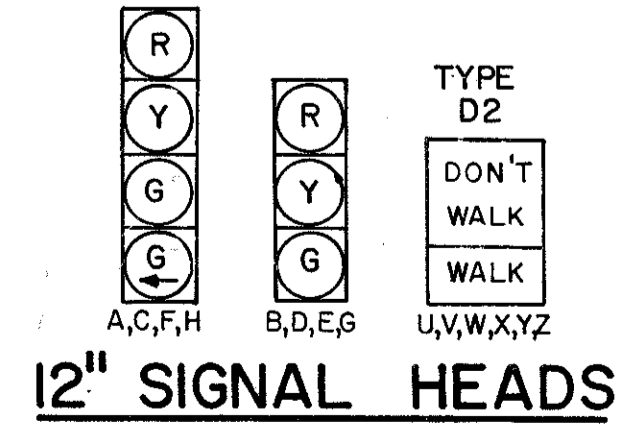 R
Y
G
G
A,C,F,H
R
Y
G
B,D,E,G
TYPE
D2
DON'T
WALK
WALK
U,V,W,X,Y,Z
12" SIGNAL HEADS